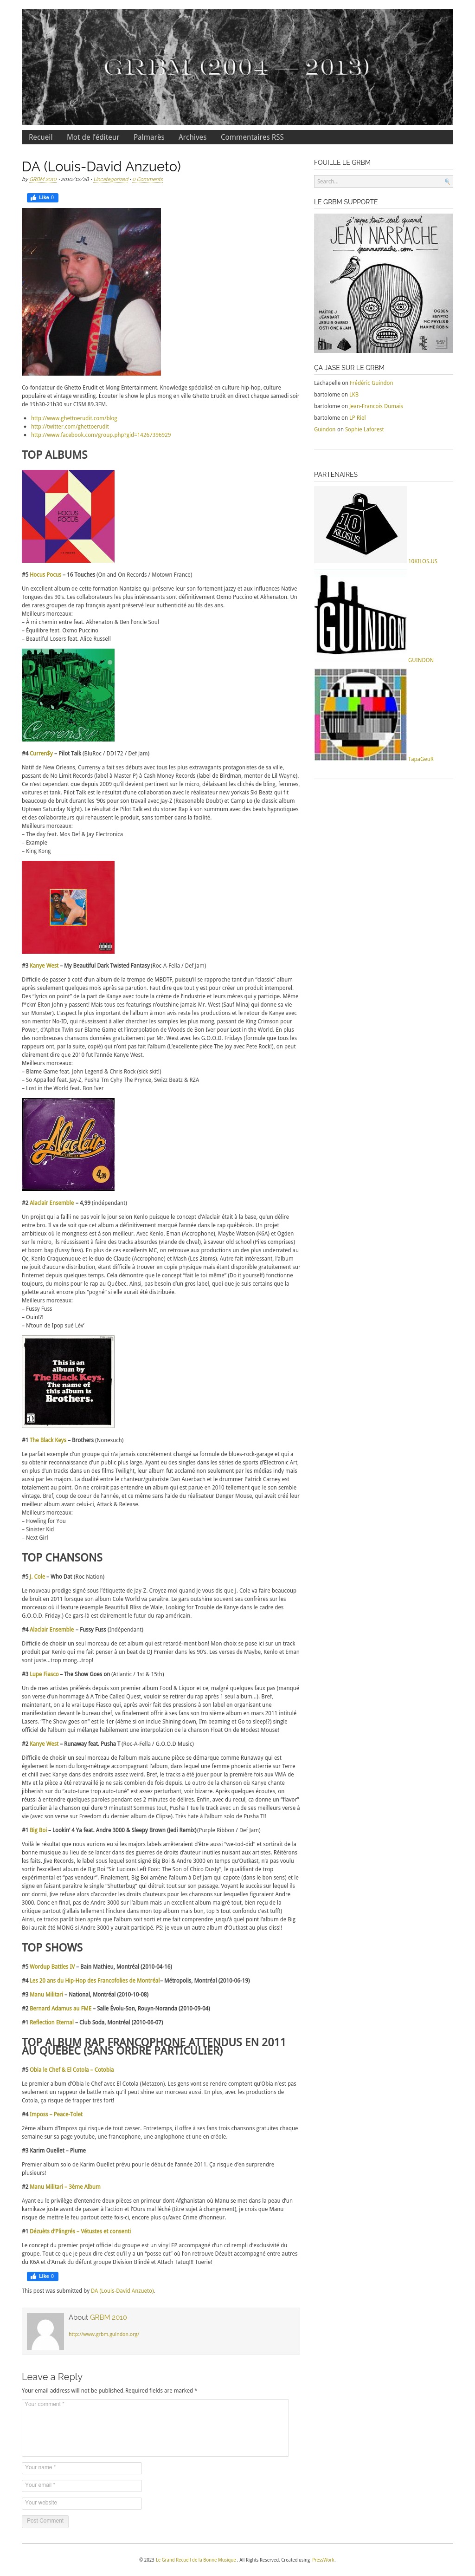 GRBM (2004 — 2013)
Recueil
Mot de l'éditeur
Palmarès
Archives
Commentaires RSS
DA (Louis-David Anzueto)
by GRBM 2010 • 2010/12/28 • Uncategorized • 0 Comments
Like 0
Co-fondateur de Ghetto Erudit et Mong Entertainment. Knowledge spécialisé en culture hip-hop, rap,
populaire et vintage seulement. Écouter le show le plus mong en ville Ghetto Erudit direct chaque samedi soir
de 19h30-21h30 sur CISM 89.3FM.
http://www.ghettoerudit.com/blog
http://twitter.com/ghettoerudit
http://www.facebook.com/group.php?gid=14267396929
TOP ALBUMS
HOCUS POCUS
#5 Hocus Pocus – 16 Touches (On and On Records / Motown France)
Un excellent album de cette formation Nantaise qui préserve leur son fortement jazzy et aux influences Native
Tongues des 90's. Les collaborateurs les plus intéressants sont définitivement Oxmo Puccino et Akhenaton. Un
des rares groupe de rap français ayant préservé leur authenticité au fils des ans.
Meilleurs morceaux:
– À mi chemin entre feat. Akhenaton & Ben l'oncle Soul
– Équilibre feat. Oxmo Puccino
– Beautiful Losers feat. Alice Russell
Curren$y
#4 Curren$y – Pilot Talk (BluRoc / DD172 / Def Jam)
Natif de New Orleans, Currensy a fait ses débuts avec tous les plus extravagants représentants de sa ville,
passant de No Limit Records (label à Master P) à Cash Money Records (label de Birdman, mentor de Lil Wayne).
Ce n'est cependant que depuis 2009 qu'il devient pertinent sur le micro, délaissant les clichés de bling, femmes,
voitures et tank. Pilot Talk est le résultat d'une collaboration avec le réalisateur new yorkais Ski Beatz qui fit
beaucoup de bruit durant les '90s pour son travail avec Jay-Z (Reasonable Doubt) et Camp Lo (le classic album
Uptown Saturday Night). Le résultat de Pilot Talk est du stoner Rap à son summum avec des beats hypnotisants
cachant un rehaussement le produit, sans tomber dans la facilité.
Meilleurs morceaux:
– The day feat. Mos Def & Jay Electronica
– Example
– King Kong
#3 Kanye West – My Beautiful Dark Twisted Fantasy (Roc-A-Fella / Def Jam)
Difficile de passer à coté d'un album de la trempe de MBDTF, puisqu'il se rapproche tant d'un "classic" album
après seulement quelques mois après sa parution. Faut dire que tout y est pour créer un produit intemporel.
Des "lyrics on point" de la part de Kanye avec toute la gang d'artistes invités et leurs mères qui y participe. Même
f*ckin' Elton John y passent! Mais tous ces featurings n'outshine jamais Mr. West (Sauf Minaj qui donne sa vie
sur Monster). L'aspect le plus important de l'album à mon avis reste les productions et le retour de Kanye avec
son mentor No-ID, qui réussissent à aller chercher les samples les plus mong, passant de King Crimson pour
Power, d'Aphex Twin sur Blame Game et l'interpolation de Woods de Bon Iver pour Lost in the World. En plus
des nombreuses chansons données gratuitement par Mr. West avec les G.O.O.D. Fridays (formule que tous les
rappeurs ont, par la suite, copié) qui n'ont pas fait l'album (L'excellente pièce The Joy avec Pete Rock!), on peut
clairement dire que 2010 fut l'année Kanye West.
Meilleurs morceaux:
– Blame Game feat. John Legend & Chris Rock (sick skit!)
– So Appalled feat. Jay-Z, Pusha Tm Cyhy The Prynce, Swizz Beatz & RZA
– Lost in the World feat. Bon Iver
Alaclair
4,99
#2 Alaclair Ensemble – 4,99 (indépendant)
Un projet qui a failli ne pas voir le jour selon Kenlo puisque le concept d'Alaclair était à la base, qu'un délire
entre bro. Il va de soit que cet album a définitivement marqué l'année dans le rap québécois. Un projet
ambitieux où le mongness est à son meilleur. Avec Kenlo, Eman (Accrophone), Maybe Watson (K6A) et Ogden
sur le micro, ils réussissent à faire des tracks absurdes (statue de chval), à saveur old school (Piles comprises)
et boom bap (fussy fuss). En plus de ces excellents MC, on retrouve aux productions un des plus underrated au
Qc, Kenlo Craquenuque et le duo de Claude (Accrophone) et Mash (Les 2toms). Autre fait intéressant, l'album
ne jouit d'aucune distribution, étant difficile à trouver en copie physique mais étant disponible gratuitement sur
l'internet depuis quelques temps. Cela démontre que le concept "fait le toi même" (Do it yourself) fonctionne
toujours, du moins pour le rap au Québec. Ainsi, pas besoin d'un gros label, quoi que je suis certains que la
galette aurait encore plus "pogné" si elle aurait été distribuée.
Meilleurs morceaux:
– Fussy Fuss
– Ouin!?!
– N'toun de Ipop sué Lèv'
This is an
album by
The Black Keys.
The name of
this album is
Brothers.
#1 The Black Keys – Brothers (Nonesuch)
Le parfait exemple d'un groupe qui n'a jamais concrètement changé sa formule de blues-rock-garage et qui a
su obtenir reconnaissance d'un public plus large. Ayant eu des singles dans les séries de sports d'Electronic Art,
en plus d'un tracks dans un des films Twilight, leur album fut acclamé non seulement par les médias indy mais
aussi par les majors. La dualité entre le chanteur/guitariste Dan Auerbach et le drummer Patrick Carney est
totalement au point. On ne croirait pas entendre un album qui est parue en 2010 tellement que le son semble
vintage. Bref, coup de coeur de l'année, et ce même sans l'aide du réalisateur Danger Mouse, qui avait créé leur
meilleur album avant celui-ci, Attack & Release.
Meilleurs morceaux:
– Howling for You
– Sinister Kid
– Next Girl
TOP CHANSONS
#5 J. Cole – Who Dat (Roc Nation)
Le nouveau prodige signé sous l'étiquette de Jay-Z. Croyez-moi quand je vous dis que J. Cole va faire beaucoup
de bruit en 2011 lorsque son album Cole World va paraître. Le gars cartonne solide ses couplets sont sur les
morceaux où il feature (exemple Beautifull Bliss de Wale, Looking for Trouble de Kanye dans le cadre des
G.O.O.D. Friday.) Ce gars-là est clairement le futur du rap américain.
#4 Alaclair Ensemble – Fussy Fuss (Indépendant)
Difficile de choisir un seul morceau de cet album qui est retardé-ment bon! Mon choix se pose ici sur un track
produit par Kenlo qui me fait penser à un beat de DJ Premier dans les 90's. Les verses de Maybe, Kenlo et Eman
sont juste…trop mong…trop!
#3 Lupe Fiasco – The Show Goes on (Atlantic / 1st & 15th)
Un de mes artistes préférés depuis son premier album Food & Liquor et ce, malgré quelques faux pas (manqué
son verse d'un hommage à A Tribe Called Quest, vouloir se retirer du rap après 1 seul album…). Bref,
maintenant, on a le vrai Lupe Fiasco qui, après avoir fait des pressions à son label en organisant une
manifestation devant le bureau chef, va finalement offrir à ses fans son troisième album en mars 2011 intitulé
Lasers. "The Show goes on" est le 1er (4ème si on inclue Shining down, I'm beaming et Go to sleep!?) single
officiel de l'album qui mélange habilement une interpolation de la chanson Float On de Modest Mouse!
#2 Kanye West – Runaway feat. Pusha T (Roc-A-Fella / G.O.O.D Music)
Difficile de choisir un seul morceau de l'album mais aucune pièce se démarque comme Runaway qui est
également le nom du long-métrage accompagnant l'album, dans lequel une femme phoenix atterrit sur Terre
et chill avec Kanye dans des endroits assez vintage. Bref, le morceau a été joué pour le première fois aux VMA de
Mtv et la pièce à été retravaillé je ne sais combien de fois depuis. Le outro de la chanson où Kanye chante
pishbish sur l'"auto-tune trop auto-tuné" est assez parfait, voir apaisante. Bizarre comment des artistes
peuvent détruire vos oreilles avec cet effet et que Kanye le maîtrise de la plus belle des façon (l'"auto-tune rant"
à la fin de la chanson qui dure 9 minutes!! Sommes tout, Pusha T tue le track avec un des ses meilleures verse à
vie (avec son verse sur Freedom du dernier album de Clipse). Très hate à l'album solo de Pusha T!!
#1 Big Boi – Lookin' 4 Ya feat. Andre 3000 & Sleepy Brown (Jedi Remix)(Purple Ribbon / Def Jam)
Voilà le résultat que nous aurions eu si les majors labels arrêteraient d'être aussi "we-tod-did" et sortirait de la
bonne musique au lieu de se lancer dans des formules toutes faites à mon avis, complètement pathétique. Réitérons
les torts. Jive Records, label sous lequel sont signé Big Boi & Andre 3000 en temps qu'OutKast, n'a pas voulu
relâcher l'excellent album de Big Boi "Sir Lucious Left Foot: The Son of Chico Dusty", le qualifiant de trop
expérimental et "pas vendeur". Finalement, Big Boi amène l'album à Def Jam qui capote (dans le bon sens) et le
signe en faisant paraître le single "Shutterbug" qui détruit tout sur son passage. Voyant le succès sur lequel ils
ont dormi, Jive refuse alors d'accorder les droits d'auteurs pour les chansons sur lesquelles figuraient Andre
3000. Donc, en final, pas de Andre 3000 sur l'album mais un excellent album malgré tout, bénéficiant du respect de la
critique partout (j'allais tellement l'inclure dans mon top album mais bon, c'est seulement un top 5 tsé cool tuff!)
Ainsi, ce tracks parût bien après que l'album soit sorti et me fait trop comprendre jusqu'à quel point l'album de Big
Boi aurait été MONG si Andre 3000 y aurait participé. PS: je veux un autre album d'Outkast au plus cliss!!
TOP SHOWS
#5 Wordup Battles IV – Bain Mathieu, Montréal (2010-04-16)
#4 Les 20 ans du Hip-Hop des Francofolies de Montréal– Métropolis, Montréal (2010-06-19)
#3 Manu Militari – National, Montréal (2010-10-08)
#2 Bernard Adamus au FME – Salle Évolu-Son, Rouyn-Noranda (2010-09-04)
#1 Reflection Eternal – Club Soda, Montréal (2010-06-07)
TOP ALBUM RAP FRANCOPHONE ATTENDUS EN 2011
AU QUÉBEC (SANS ORDRE PARTICULIER)
#5 Obia le Chef & El Cotola – Cotobia
Le premier album d'Obia le Chef avec El Cotola (Metazon). Les gens vont se rendre comptent qu'Obia n'est pas
seulement un rappeur de battle mais qu'il peut shine sur morceau aussi. En plus, avec les productions de
Cotola, ça risque de frapper très fort!
#4 Imposs – Peace-Tolet
2ème album d'Imposs qui risque de tout casser. Entretemps, il offre à ses fans trois chansons gratuites chaque
semaine sur sa page youtube, une francophone, une anglophone et une en créole.
#3 Karim Ouellet – Plume
Premier album solo de Karim Ouellet prévu pour le début de l'année 2011. Ça risque d'en surprendre
plusieurs!
#2 Manu Militari – 3ème Album
Ayant eu le privilège d'entendre deux pièces en primeur dont Afghanistan où Manu se met dans la peau d'un
kamikaze juste avant de passer à l'action et l'Ours mal léché (titre temporaire), je crois et je sais, que Manu
risque de mettre le feu partout cette fois-ci, encore plus qu'avec Crime d'honneur.
#1 Dézuèts d'Plingrés – Vétustes et consenti
Le concept du premier projet officiel du groupe est un vinyl EP accompagné d'un cd rempli d'exclusivité du
groupe. Tout ce que je peux dire c'est qu'il y a un "posse cut" où l'on retrouve Dézuèt accompagné entre autres
du K6A et d'Arnak du défunt groupe Division Blindé et Attach Tatuq!!! Tuerie!
Like 0
This post was submitted by DA (Louis-David Anzueto).
About GRBM 2010
http://www.grbm.guindon.org/
Leave a Reply
Your email address will not be published.Required fields are marked *
Your comment *
Your name *
Your email *
Your website
Post Comment
FOUILLE LE GRBM
Search...
LE GRBM SUPPORTE
j'rappe tout seul quand
JEAN NARRACHE
jeannarrache.com
MAÎTRE J
JEANBART
JESUIS GABBO
OSTI ONE & JAM
OGDEN
EGYPTO
MC PHYLIS &
MAXIME ROBIN
ÇA JASE SUR LE GRBM
Lachapelle on Frédéric Guindon
bartolome on LKB
bartolome on Jean-Francois Dumais
bartolome on LP Riel
Guindon on Sophie Laforest
PARTENAIRES
10
KILOS.US
10KILOS.US
GUINDON
GUINDON
TapaGeuR
© 2023 Le Grand Recueil de la Bonne Musique . All Rights Reserved. Created using PressWork.